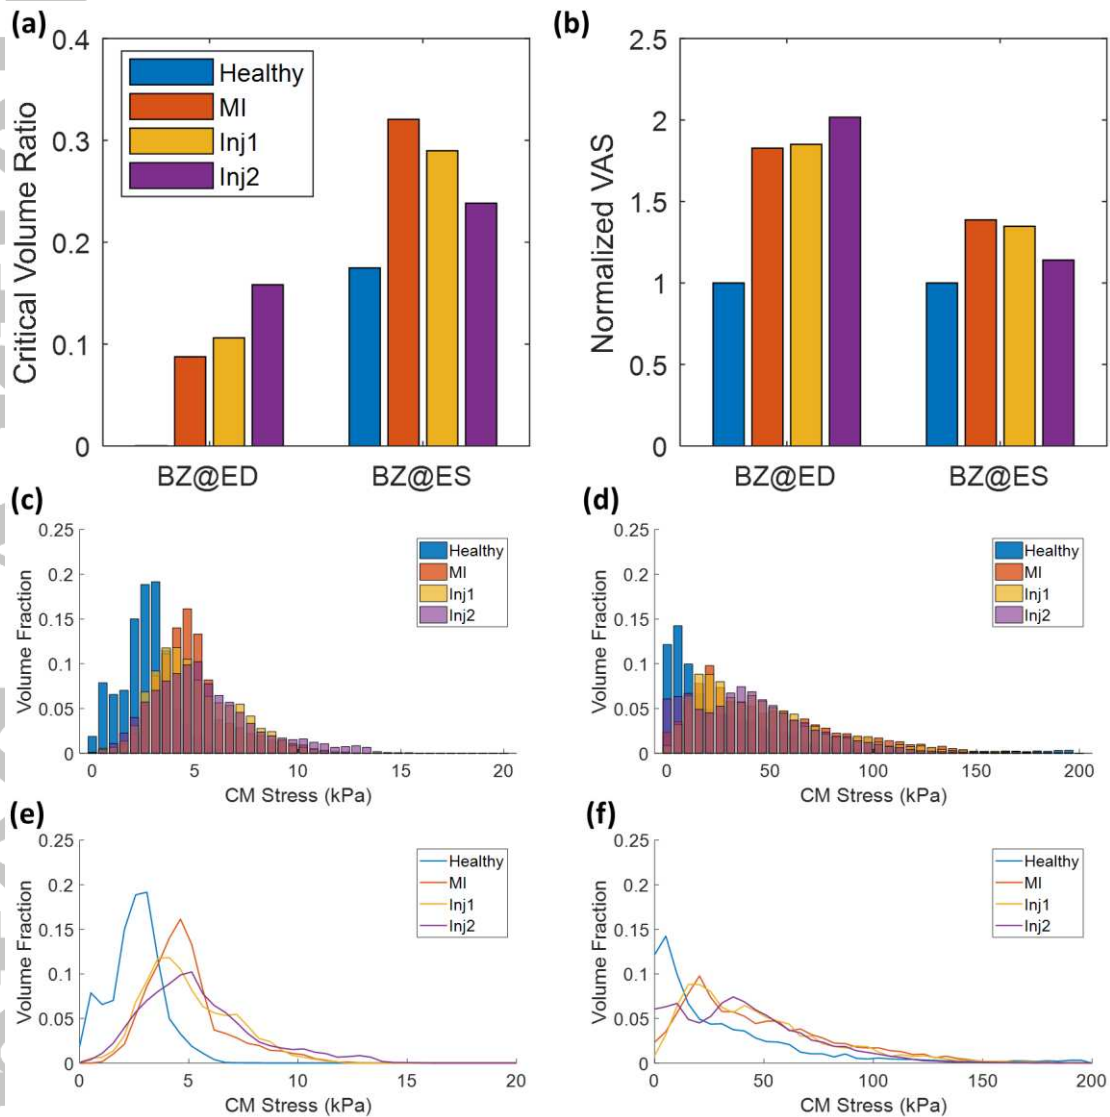 (a)
Critical Volume Ratio
0.4
0.3
0.2
0.1
0
Healthy
MI
Inj1
Inj2
BZ@ED
BZ@ES
(b)
Normalized VAS
2.5
2
1.5
1
0.5
0
BZ@ED
BZ@ES
(c)
Volume Fraction
0.25
0.2
0.15
0.1
0.05
0
Healthy
MI
Inj1
Inj2
0 5 10 15 20
CM Stress (kPa)
(d)
Volume Fraction
0.25
0.2
0.15
0.1
0.05
0
Healthy
MI
Inj1
Inj2
0 50 100 150 200
CM Stress (kPa)
(e)
Volume Fraction
0.25
0.2
0.15
0.1
0.05
0
Healthy
MI
Inj1
Inj2
0 5 10 15 20
CM Stress (kPa)
(f)
Volume Fraction
0.25
0.2
0.15
0.1
0.05
0
Healthy
MI
Inj1
Inj2
0 50 100 150 200
CM Stress (kPa)